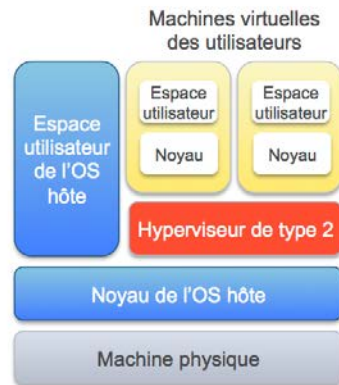 Machines virtuelles
des utilisateurs
Espace
utilisateur
de l'OS
hôte
Espace
utilisateur
Noyau
Espace
utilisateur
Noyau
Hyperviseur de type 2
Noyau de l'OS hôte
Machine physique